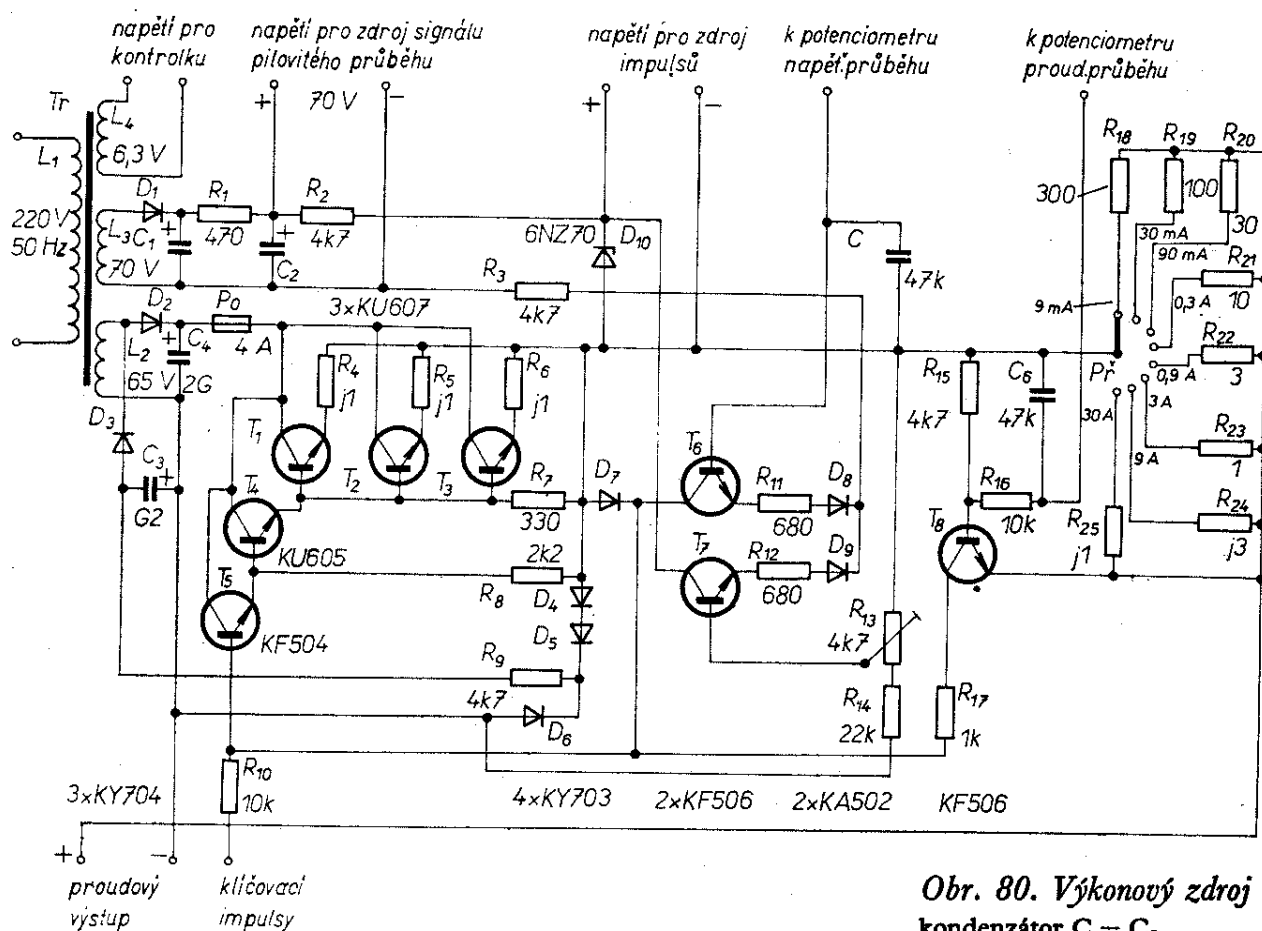 napětí pro
kontrolku
napětí pro zdroj signálu
pilovitého průběhu
napětí pro zdroj
impulsů
k potenciometru
napěť. průběhu
k potenciometru
proud. průběhu
Tr
+ 70 V -
+ -
L4
6,3 V
L1
220 V
50 Hz
D1
R1
470
R2
4k7
L3
C1
70 V
C2
6NZ70
D10
C
47k
R18
300
R19
100
R20
30
30 mA
90 mA
R21
10
0,3 A
9 mA
R3
4k7
3×KU607
D2
Po
4 A
C4
2G
L2
65 V
R4
j1
R5
j1
R6
j1
R15
4k7
C6
47k
Př
R22
3
0,9 A
3 A
30 A
9 A
D3
C3
G2
T1
T2
T3
R7
330
D7
T6
R11
680
D8
R16
10k
R23
1
T4
KU605
2k2
R8
D4
T7
R12
680
D9
T8
R25
j1
R24
j3
T5
KF504
D5
R13
4k7
R9
4k7
D6
R14
22k
R17
1k
R10
10k
3×KY704
4×KY703
2×KF506
2×KA502
KF506
+ -
proudový
výstup
klíčovací
impulsy
Obr. 80. Výkonový zdroj